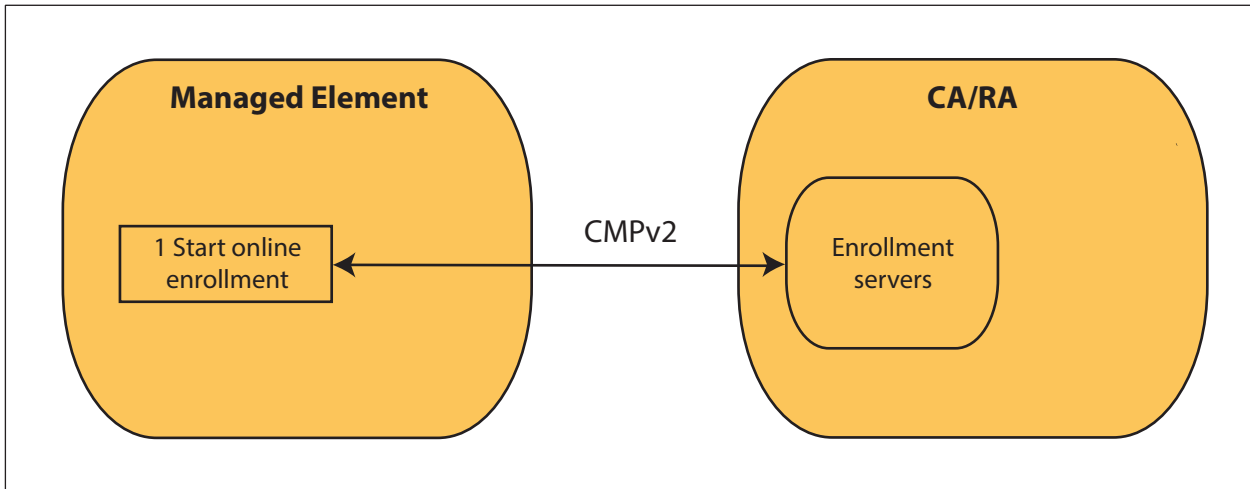 Managed Element
CA/RA
1 Start online
enrollment
CMPv2
Enrollment
servers